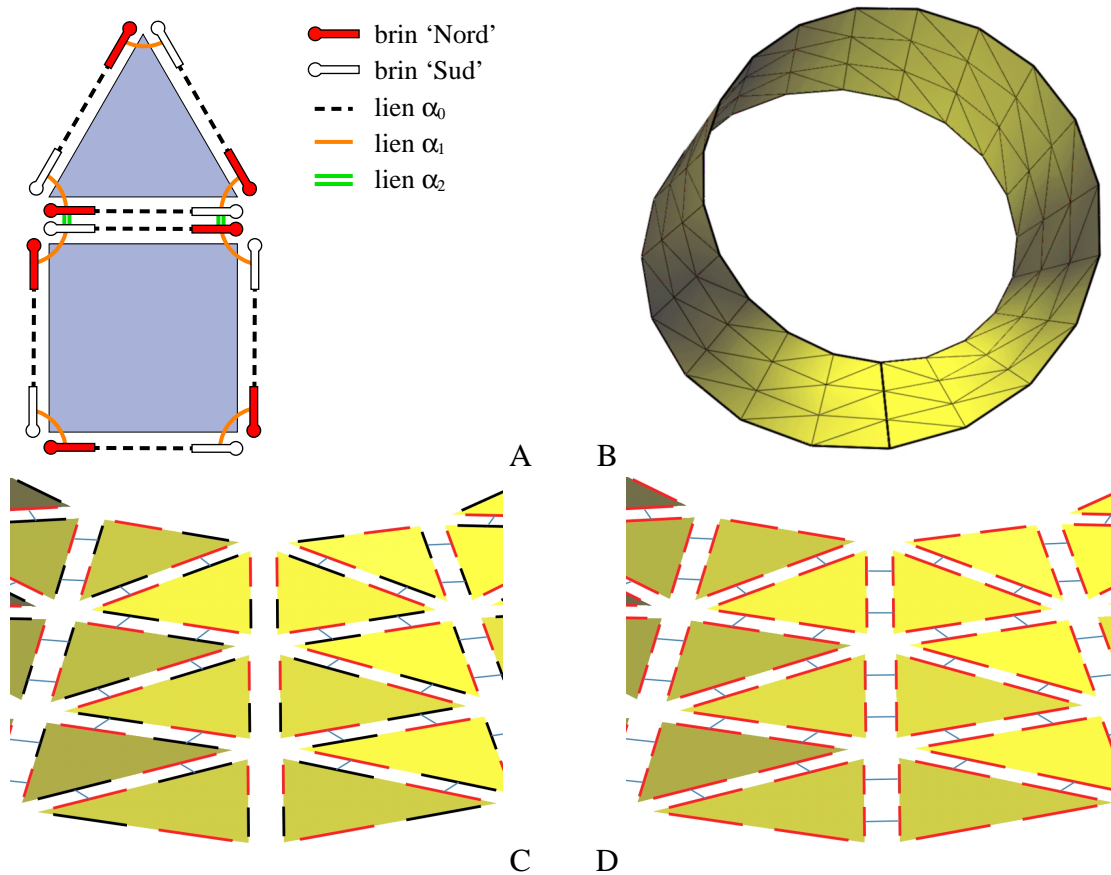 brin ‘Nord’
brin ‘Sud’
lien α₀
lien α₁
lien α₂
A
B
C
D